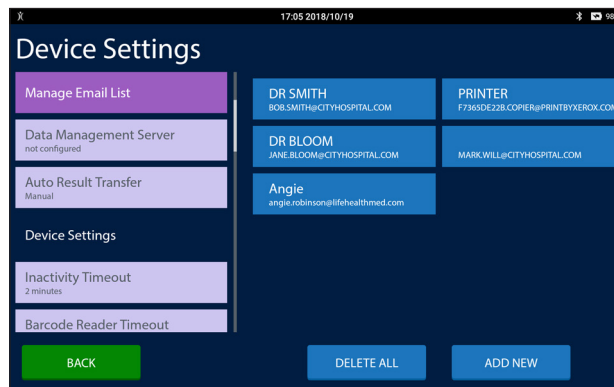 17:05 2018/10/19
98
Device Settings
Manage Email List
Data Management Server
not configured
Auto Result Transfer
Manual
Device Settings
Inactivity Timeout
2 minutes
Barcode Reader Timeout
DR SMITH
BOB.SMITH@CITYHOSPITAL.COM
PRINTER
F7365DE22B.COPIER@PRINTBYXEROX.COM
DR BLOOM
JANE.BLOOM@CITYHOSPITAL.COM
MARK.WILL@CITYHOSPITAL.COM
Angie
angie.robinson@lifehealthmed.com
BACK
DELETE ALL
ADD NEW